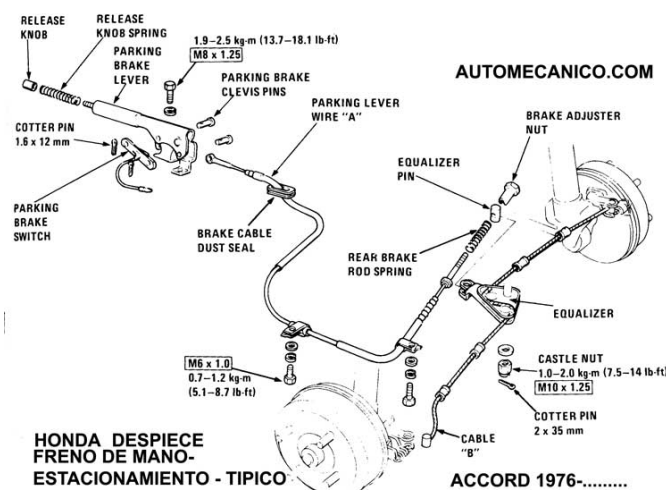 RELEASE
KNOB
RELEASE
KNOB SPRING
PARKING
BRAKE
LEVER
1.9–2.5 kg-m (13.7–18.1 lb-ft)
M8 x 1.25
PARKING BRAKE
CLEVIS PINS
AUTOMECANICO.COM
PARKING LEVER
WIRE "A"
BRAKE ADJUSTER
NUT
COTTER PIN
1.6 x 12 mm
EQUALIZER
PIN
PARKING
BRAKE
SWITCH
BRAKE CABLE
DUST SEAL
REAR BRAKE
ROD SPRING
EQUALIZER
M6 x 1.0
0.7–1.2 kg-m
(5.1–8.7 lb-ft)
CASTLE NUT
1.0–2.0 kg-m (7.5–14 lb-ft)
M10 x 1.25
COTTER PIN
2 x 35 mm
CABLE
"B"
HONDA DESPIECE
FRENO DE MANO-
ESTACIONAMIENTO - TIPICO
ACCORD 1976-.........